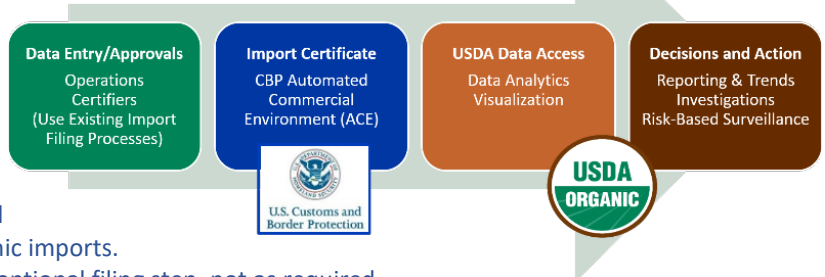 Data Entry/Approvals
Operations
Certifiers
(Use Existing Import
Filing Processes)
Import Certificate
CBP Automated
Commercial
Environment (ACE)
USDA Data Access
Data Analytics
Visualization
Decisions and Action
Reporting & Trends
Investigations
Risk-Based Surveillance
U.S. Customs and
Border Protection
USDA
ORGANIC
imports.
filing step, not as required